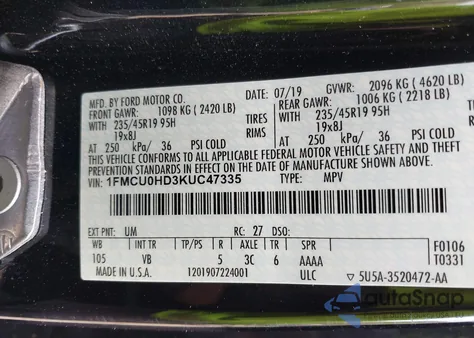 MFD. BY FORD MOTOR CO.
DATE: 07/19 GVWR: 2096 KG ( 4620 LB)
FRONT GAWR: 1098 KG ( 2420 LB) REAR GAWR: 1006 KG ( 2218 LB)
WITH 235/45R19 95H TIRES WITH 235/45R19 95H
19x8J RIMS 19x8J
AT 250 kPa/ 36 PSI COLD AT 250 kPa/ 36 PSI COLD
THIS VEHICLE CONFORMS TO ALL APPLICABLE FEDERAL MOTOR VEHICLE SAFETY AND THEFT PREVENTION STANDARDS IN EFFECT ON THE
DATE OF MANUFACTURE SHOWN ABOVE.
VIN: 1FMCU0HD3KUC47335 TYPE: MPV
EXT PNT: UM RC: 27 DSO:
WB INT TR TP/PS R AXLE TR SPR F0106
105 VB 5 3C 6 AAAA T0331
MADE IN U.S.A. 1201907224001 ULC 5U5A-3520472-AA
autoSnap